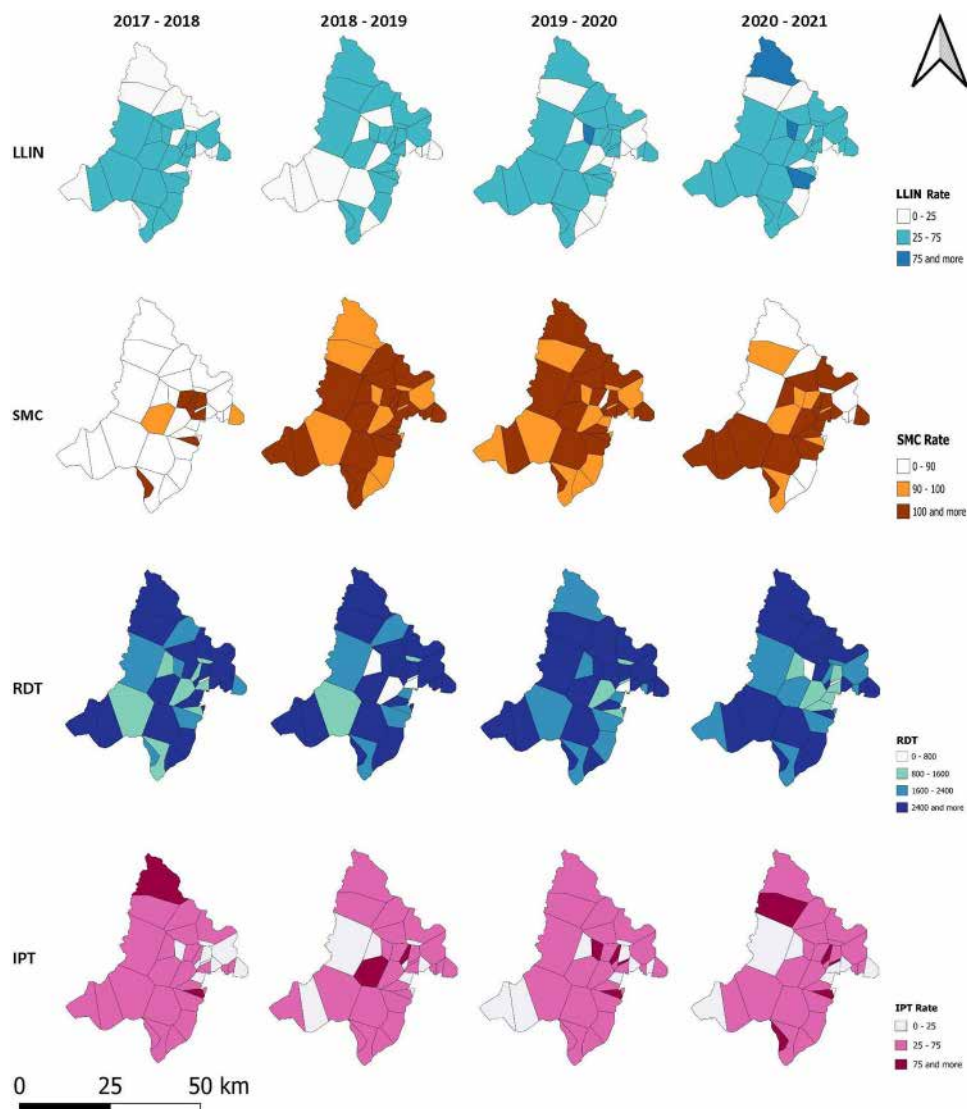 2017 - 2018 2018 - 2019 2019 - 2020 2020 - 2021
LLIN
LLIN Rate
0 - 25
25 - 75
75 and more
SMC
SMC Rate
0 - 90
90 - 100
100 and more
RDT
RDT
0 - 800
800 - 1600
1600 - 2400
2400 and more
IPT
IPT Rate
0 - 25
25 - 75
75 and more
0 25 50 km